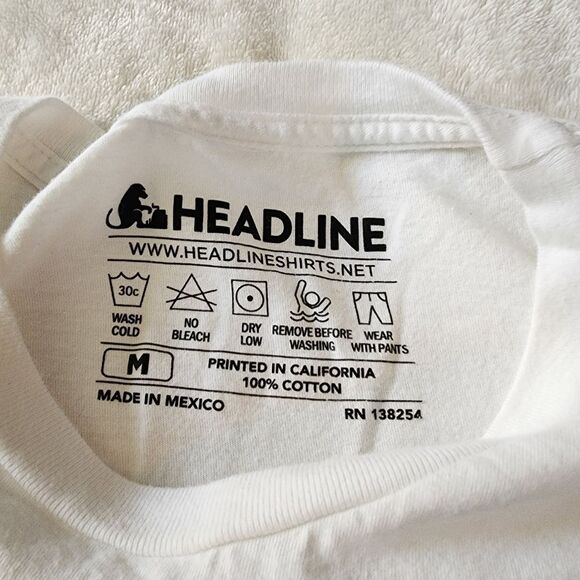 HEADLINE
WWW.HEADLINESHIRTS.NET
30c
WASH COLD
NO BLEACH
DRY LOW
REMOVE BEFORE WASHING
WEAR WITH PANTS
M
PRINTED IN CALIFORNIA
100% COTTON
MADE IN MEXICO
RN 138254